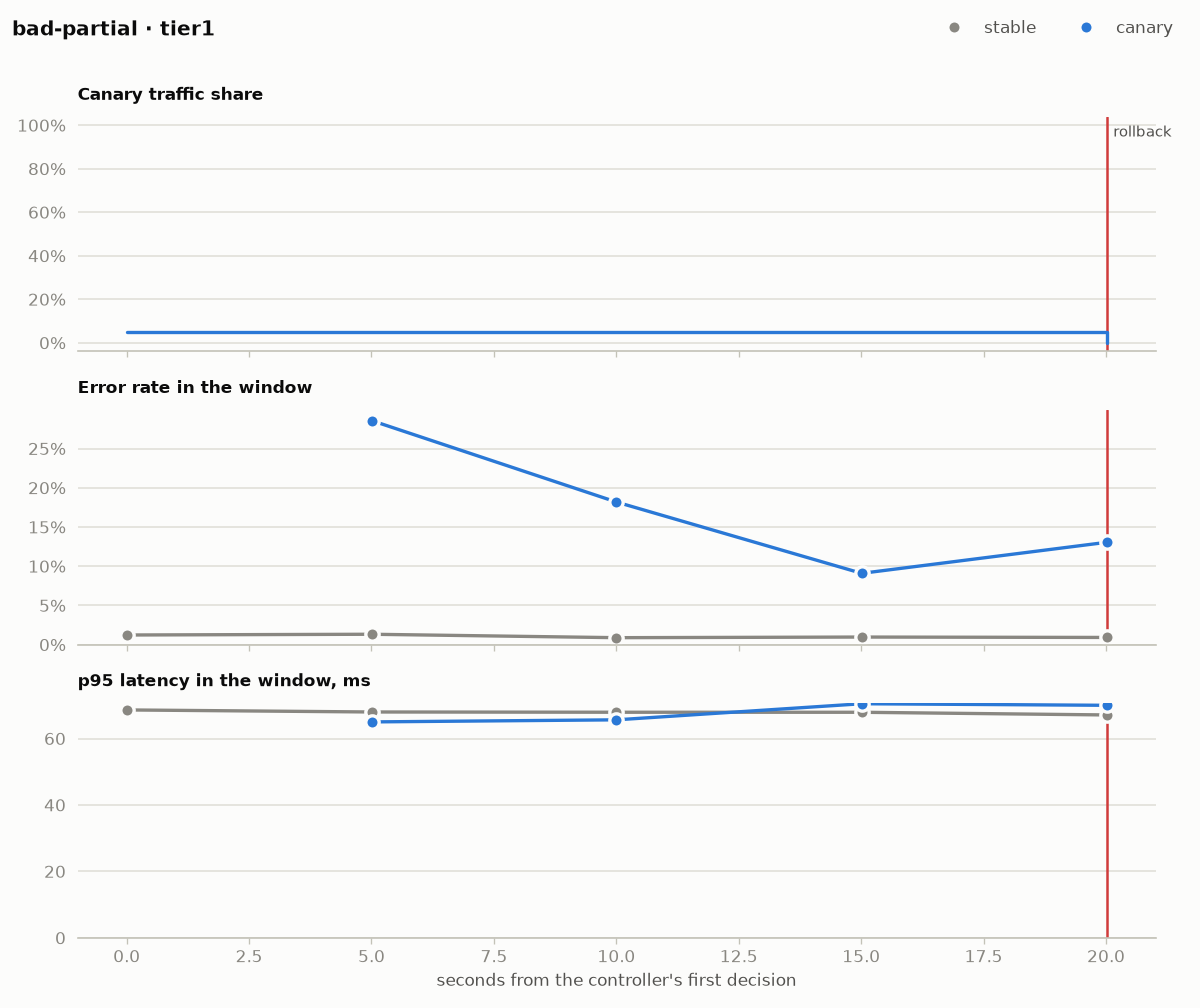 bad-partial · tier1
stable
canary
Canary traffic share
100%
80%
60%
40%
20%
0%
rollback
Error rate in the window
25%
20%
15%
10%
5%
0%
p95 latency in the window, ms
60
40
20
0
0.0 2.5 5.0 7.5 10.0 12.5 15.0 17.5 20.0
seconds from the controller's first decision